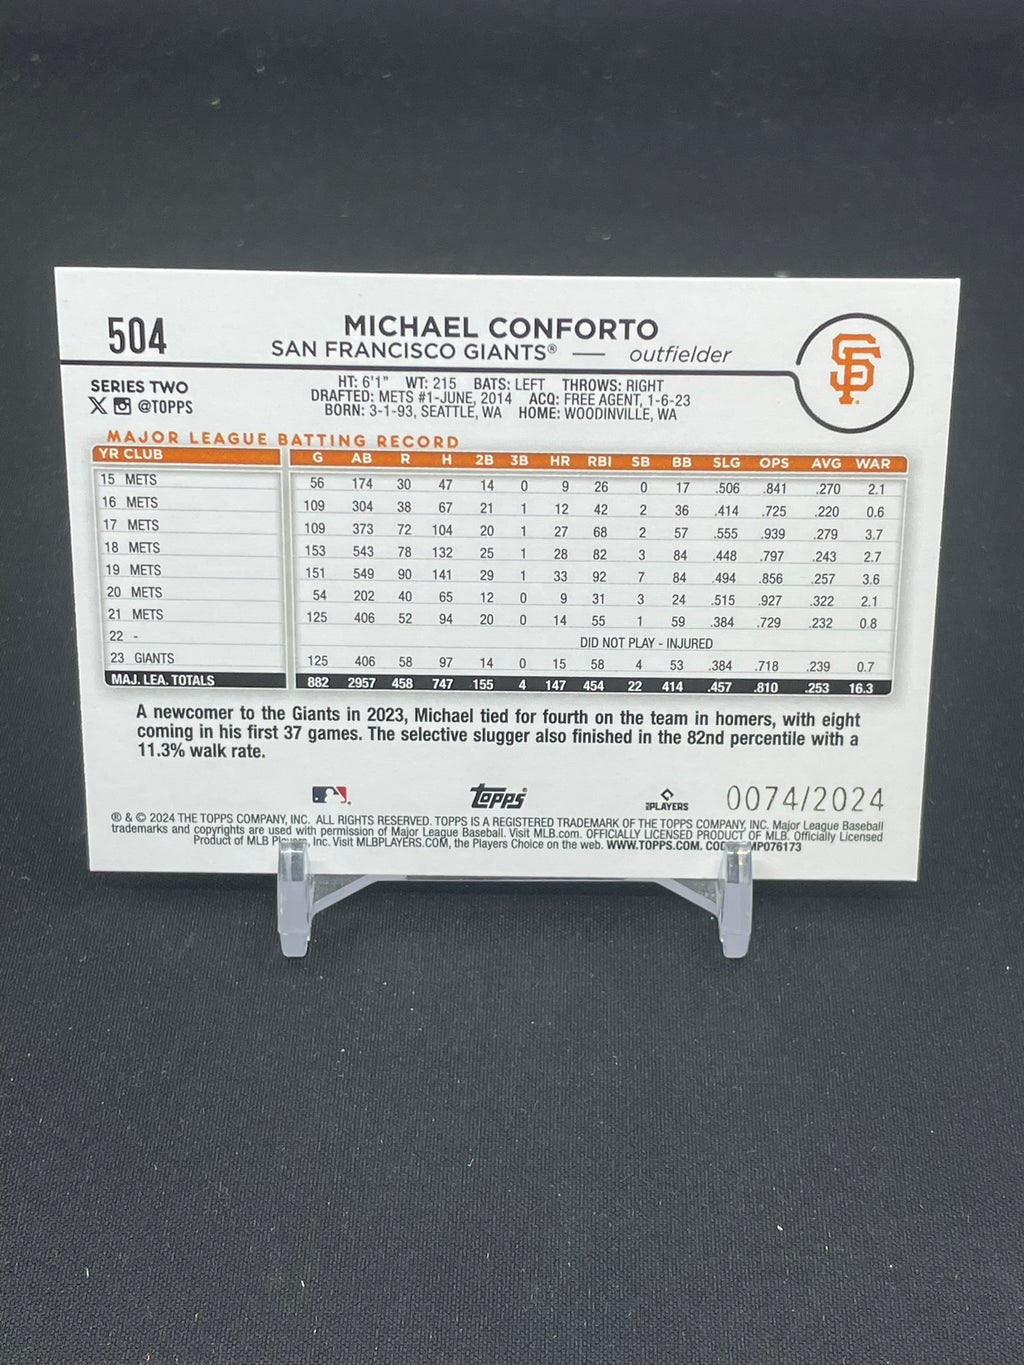 504
MICHAEL CONFORTO
SAN FRANCISCO GIANTS® — outfielder
SF
SERIES TWO
@TOPPS
HT: 6'1" WT: 215 BATS: LEFT THROWS: RIGHT
DRAFTED: METS #1-JUNE, 2014 ACQ: FREE AGENT, 1-6-23
BORN: 3-1-93, SEATTLE, WA HOME: WOODINVILLE, WA
MAJOR LEAGUE BATTING RECORD
YR CLUB G AB R H 2B 3B HR RBI SB BB SLG OPS AVG WAR
15 METS 56 174 30 47 14 0 9 26 0 17 .506 .841 .270 2.1
16 METS 109 304 38 67 21 1 12 42 2 36 .414 .725 .220 0.6
17 METS 109 373 72 104 20 1 27 68 2 57 .555 .939 .279 3.7
18 METS 153 543 78 132 25 1 28 82 3 84 .448 .797 .243 2.7
19 METS 151 549 90 141 29 1 33 92 7 84 .494 .856 .257 3.6
20 METS 54 202 40 65 12 0 9 31 3 24 .515 .927 .322 2.1
21 METS 125 406 52 94 20 0 14 55 1 59 .384 .729 .232 0.8
22 - DID NOT PLAY - INJURED
23 GIANTS 125 406 58 97 14 0 15 58 4 53 .384 .718 .239 0.7
MAJ. LEA. TOTALS 882 2957 458 747 155 4 147 454 22 414 .457 .810 .253 16.3
A newcomer to the Giants in 2023, Michael tied for fourth on the team in homers, with eight
coming in his first 37 games. The selective slugger also finished in the 82nd percentile with a
11.3% walk rate.
topps PLAYERS 0074/2024
® & © 2024 THE TOPPS COMPANY, INC. ALL RIGHTS RESERVED. TOPPS IS A REGISTERED TRADEMARK OF THE TOPPS COMPANY, INC. Major League Baseball
trademarks and copyrights are used with permission of Major League Baseball. Visit MLB.com. OFFICIALLY LICENSED PRODUCT OF MLB. Officially Licensed
Product of MLB Players, Inc. Visit MLBPLAYERS.COM, the Players Choice on the web. WWW.TOPPS.COM. MP076173